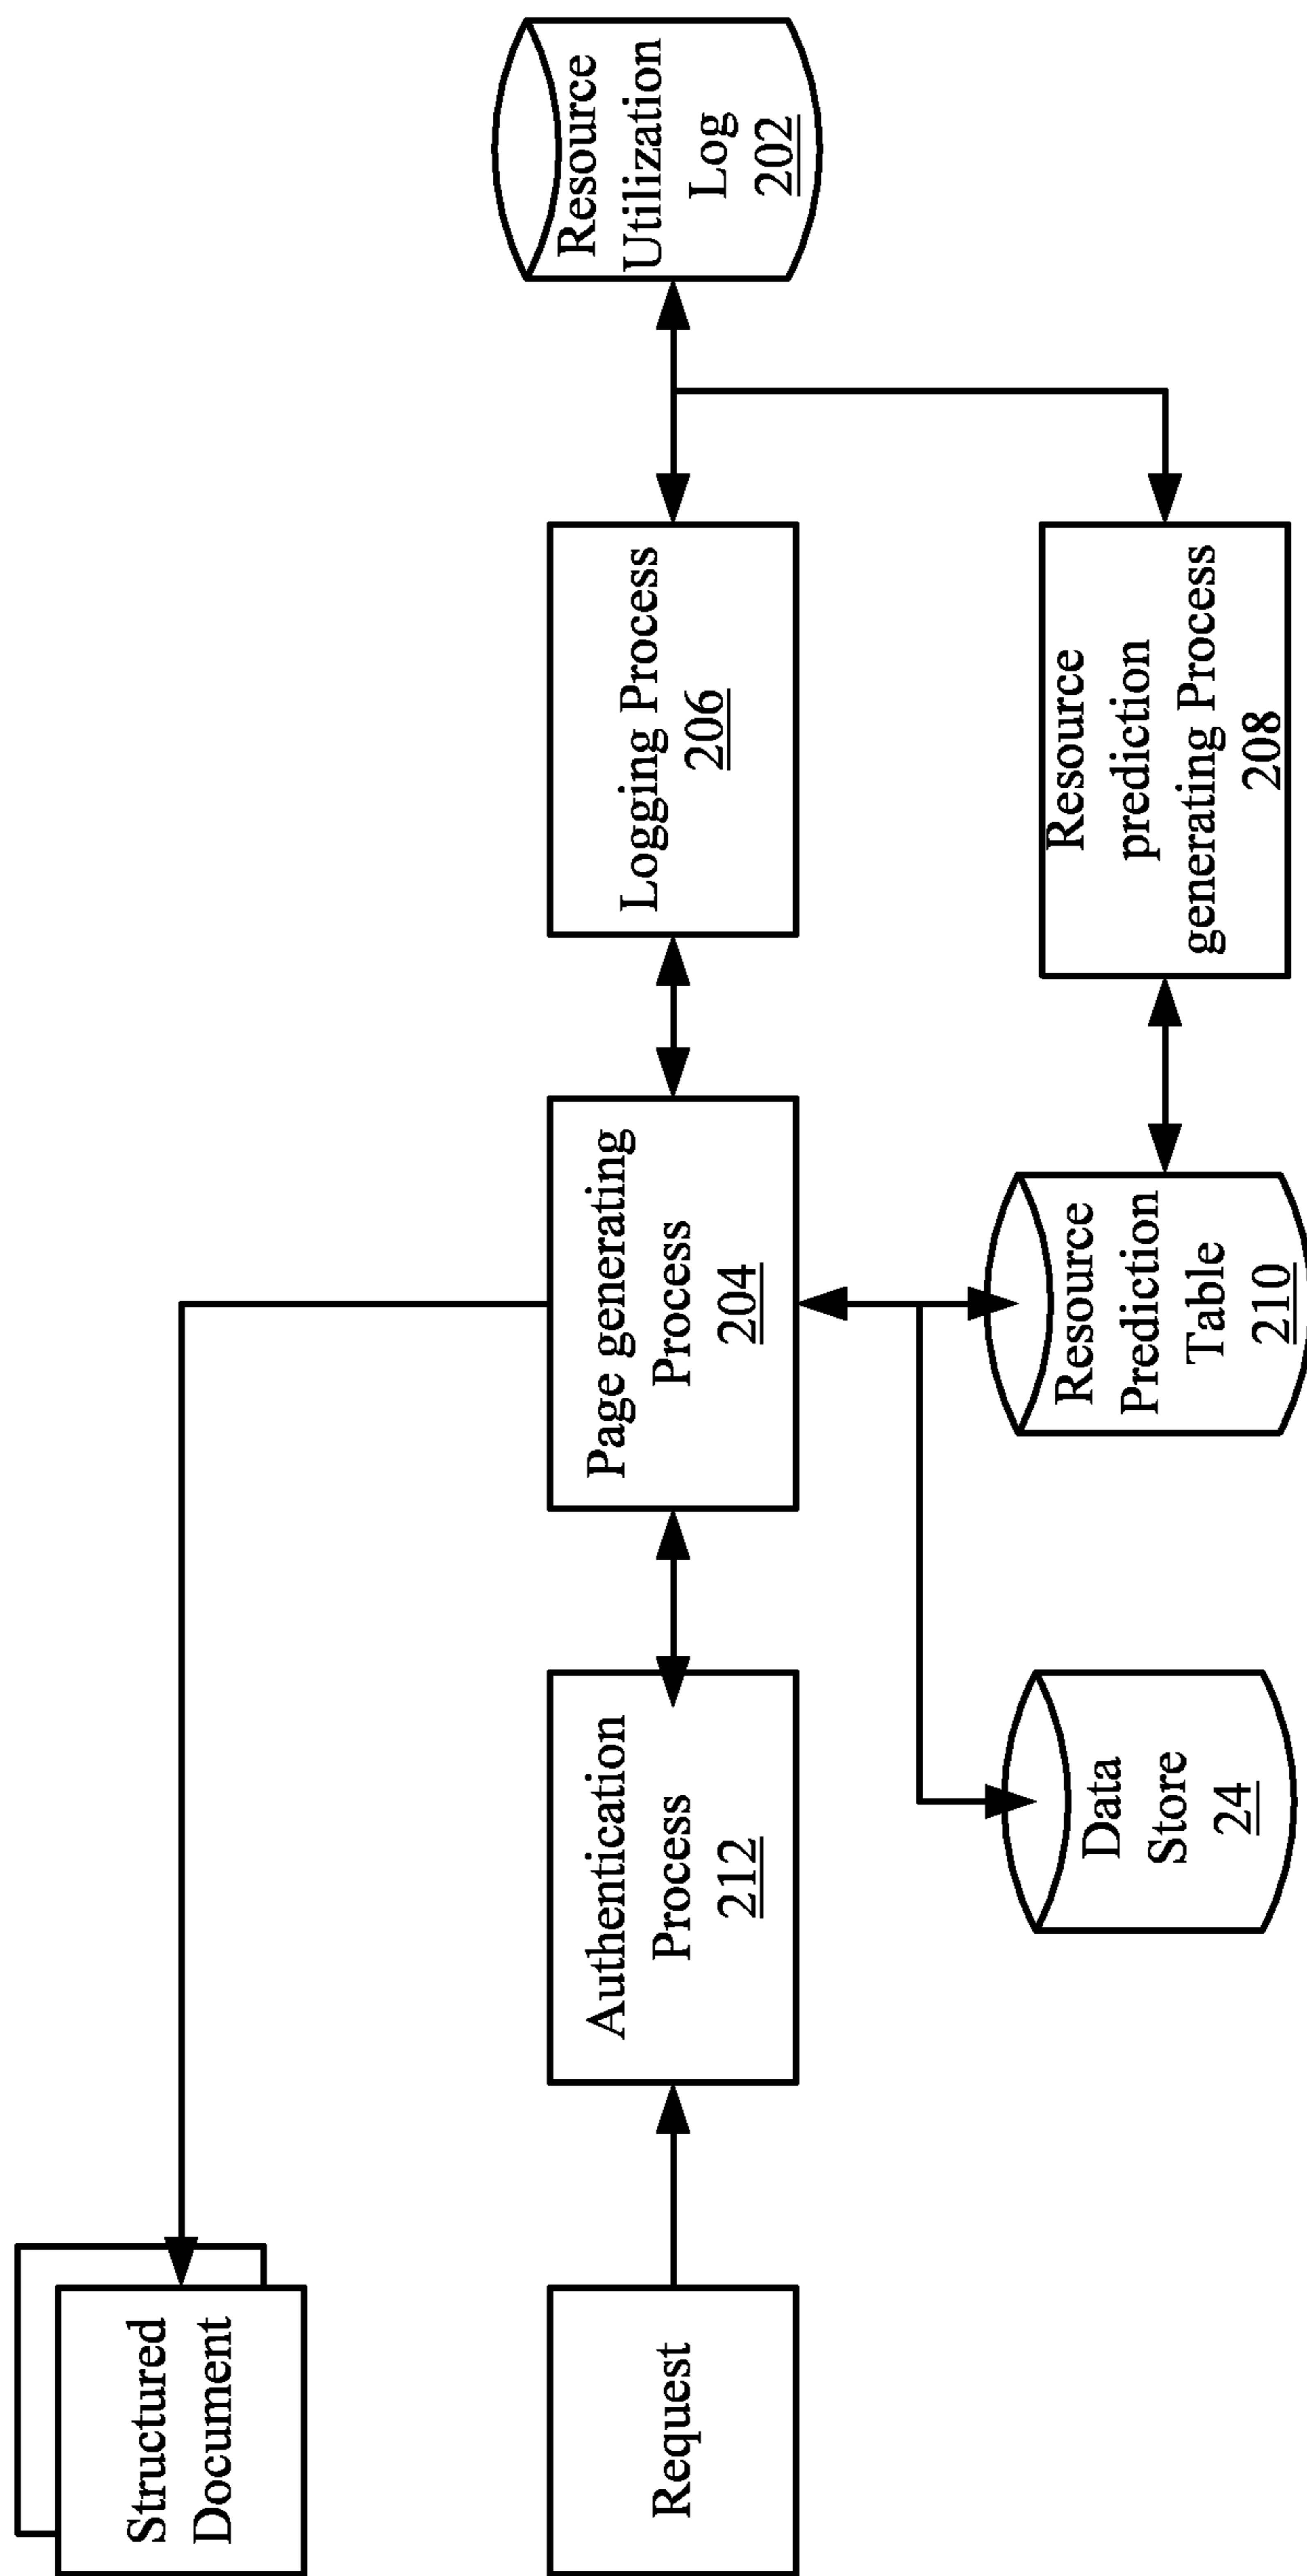 Structured
Document
Request
Authentication
Process
212
Page generating
Process
204
Logging Process
206
Resource
Utilization
Log
202
Data
Store
24
Resource
Prediction
Table
210
Resource
prediction
generating Process
208